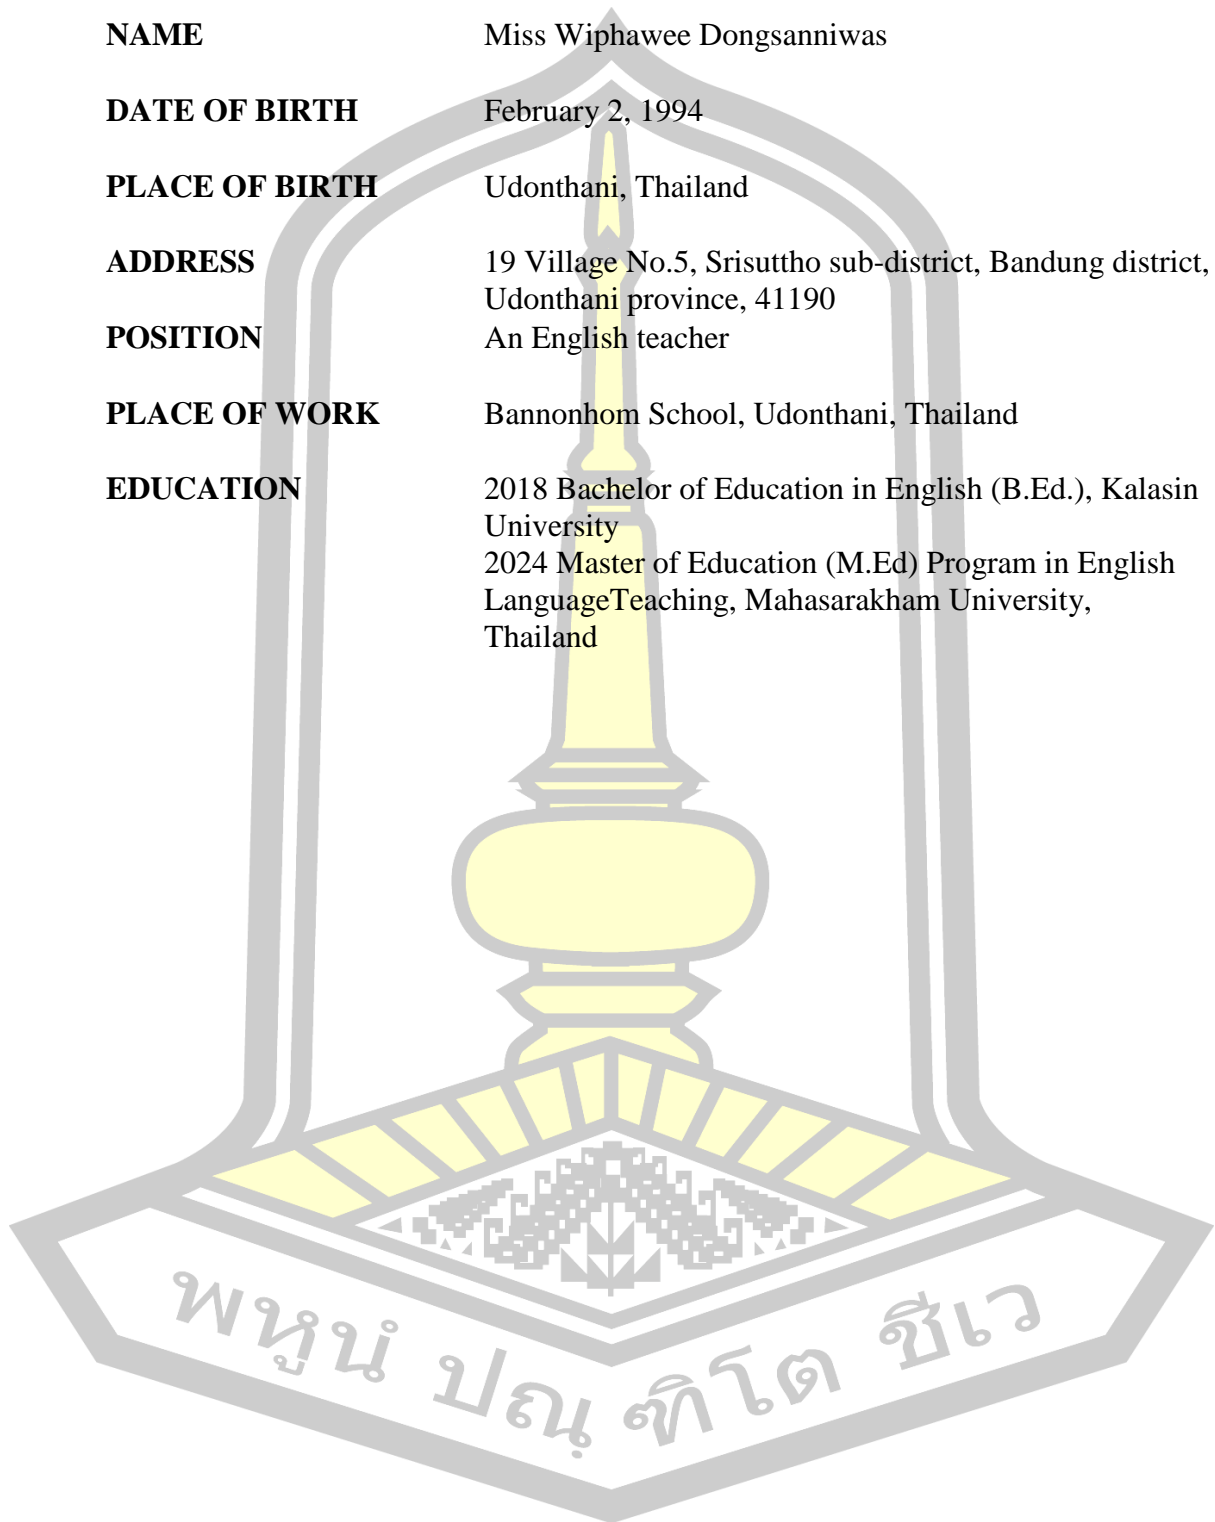 NAME Miss Wiphawee Dongsanniwas
DATE OF BIRTH February 2, 1994
PLACE OF BIRTH Udonthani, Thailand
ADDRESS 19 Village No.5, Srisuttho sub-district, Bandung district,
Udonthani province, 41190
POSITION An English teacher
PLACE OF WORK Bannonhom School, Udonthani, Thailand
EDUCATION 2018 Bachelor of Education in English (B.Ed.), Kalasin
University
2024 Master of Education (M.Ed) Program in English
LanguageTeaching, Mahasarakham University,
Thailand
พหูนํ ปณฺ ฑิโต ชีเว